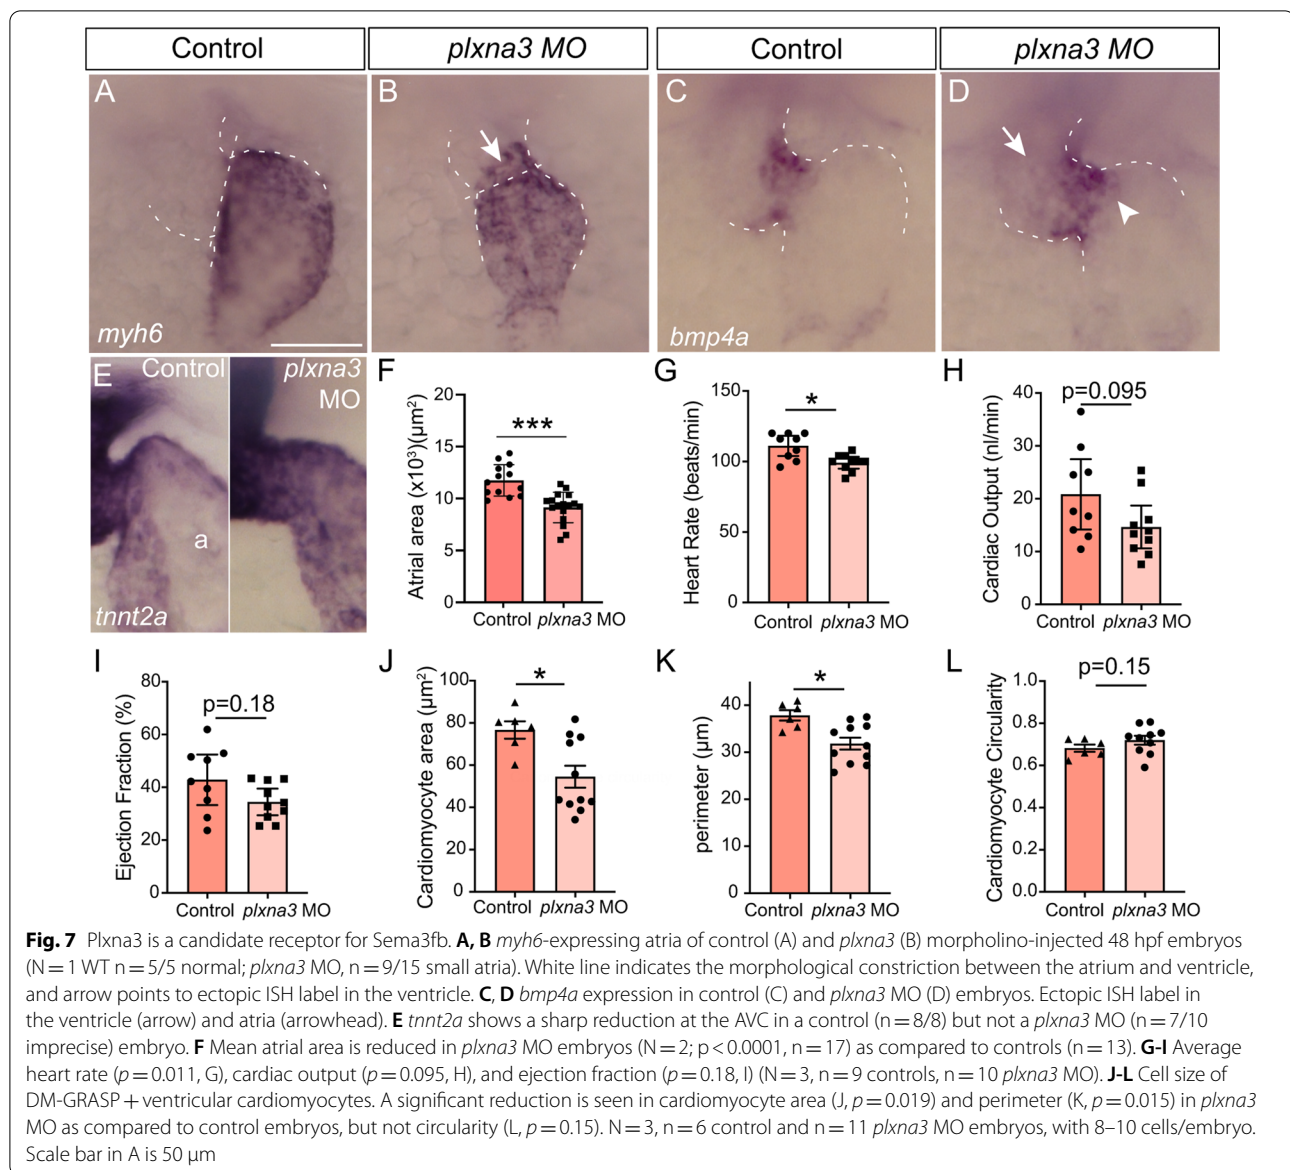 Control
plxna3 MO
Control
plxna3 MO
A
B
C
D
myh6
bmp4a
E
Control
plxna3
MO
a
tnnt2a
F
Atrial area (x10³)(µm²)
20
15
10
5
0
***
Control plxna3 MO
G
Heart Rate (beats/min)
150
100
50
0
*
Control plxna3 MO
H
Cardiac Output (nl/min)
40
30
20
10
0
p=0.095
Control plxna3 MO
I
Ejection Fraction (%)
80
60
40
20
0
p=0.18
Control plxna3 MO
J
Cardiomyocyte area (µm²)
100
80
60
40
20
0
*
Control plxna3 MO
K
perimeter (µm)
40
30
20
10
0
*
Control plxna3 MO
L
Cardiomyocyte Circularity
1.0
0.8
0.6
0.4
0.2
0.0
p=0.15
Control plxna3 MO
Fig. 7 Plxna3 is a candidate receptor for Sema3fb. A, B myh6-expressing atria of control (A) and plxna3 (B) morpholino-injected 48 hpf embryos
(N = 1 WT n = 5/5 normal; plxna3 MO, n = 9/15 small atria). White line indicates the morphological constriction between the atrium and ventricle,
and arrow points to ectopic ISH label in the ventricle. C, D bmp4a expression in control (C) and plxna3 MO (D) embryos. Ectopic ISH label in
the ventricle (arrow) and atria (arrowhead). E tnnt2a shows a sharp reduction at the AVC in a control (n = 8/8) but not a plxna3 MO (n = 7/10
imprecise) embryo. F Mean atrial area is reduced in plxna3 MO embryos (N = 2; p < 0.0001, n = 17) as compared to controls (n = 13). G-I Average
heart rate (p = 0.011, G), cardiac output (p = 0.095, H), and ejection fraction (p = 0.18, I) (N = 3, n = 9 controls, n = 10 plxna3 MO). J-L Cell size of
DM-GRASP + ventricular cardiomyocytes. A significant reduction is seen in cardiomyocyte area (J, p = 0.019) and perimeter (K, p = 0.015) in plxna3
MO as compared to control embryos, but not circularity (L, p = 0.15). N = 3, n = 6 control and n = 11 plxna3 MO embryos, with 8–10 cells/embryo.
Scale bar in A is 50 µm